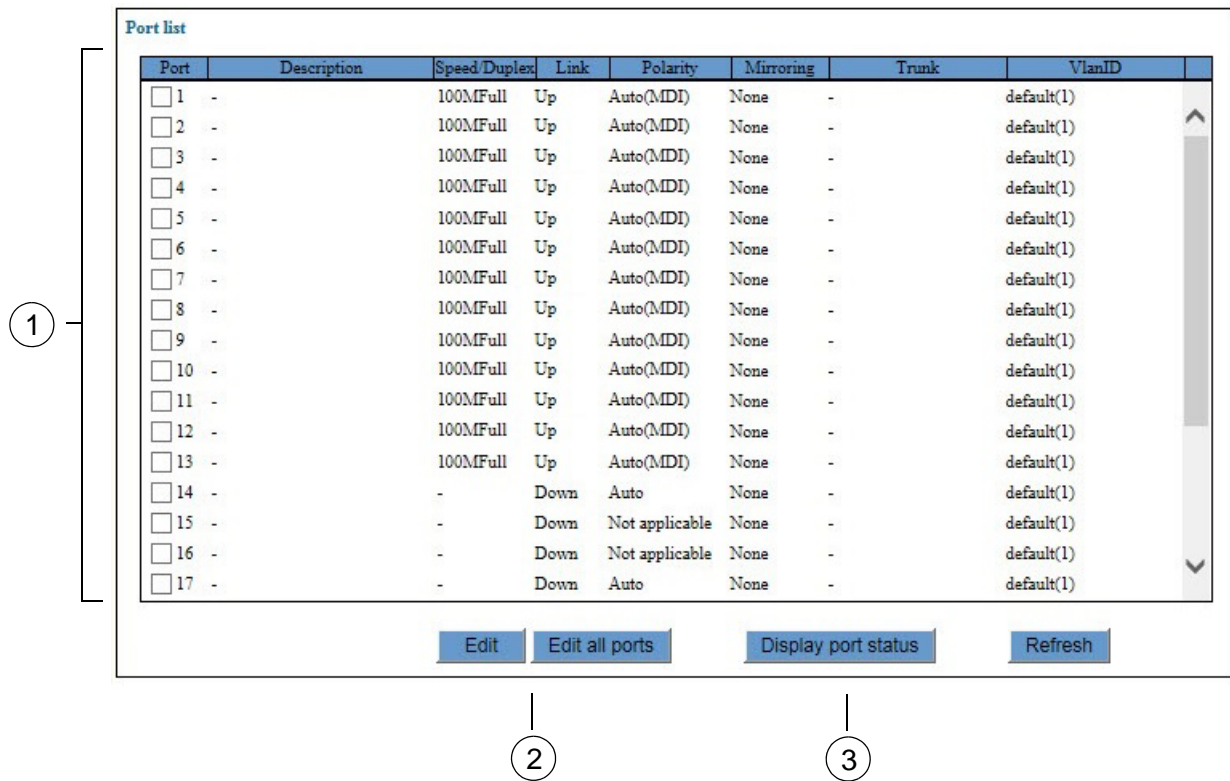 Port list
Port Description Speed/Duplex Link Polarity Mirroring Trunk VlanID
1 - 100MFull Up Auto(MDI) None - default(1)
2 - 100MFull Up Auto(MDI) None - default(1)
3 - 100MFull Up Auto(MDI) None - default(1)
4 - 100MFull Up Auto(MDI) None - default(1)
5 - 100MFull Up Auto(MDI) None - default(1)
6 - 100MFull Up Auto(MDI) None - default(1)
7 - 100MFull Up Auto(MDI) None - default(1)
8 - 100MFull Up Auto(MDI) None - default(1)
9 - 100MFull Up Auto(MDI) None - default(1)
10 - 100MFull Up Auto(MDI) None - default(1)
11 - 100MFull Up Auto(MDI) None - default(1)
12 - 100MFull Up Auto(MDI) None - default(1)
13 - 100MFull Up Auto(MDI) None - default(1)
14 - - Down Auto None - default(1)
15 - - Down Not applicable None - default(1)
16 - - Down Not applicable None - default(1)
17 - - Down Auto None - default(1)
1
Edit Edit all ports Display port status Refresh
2 3